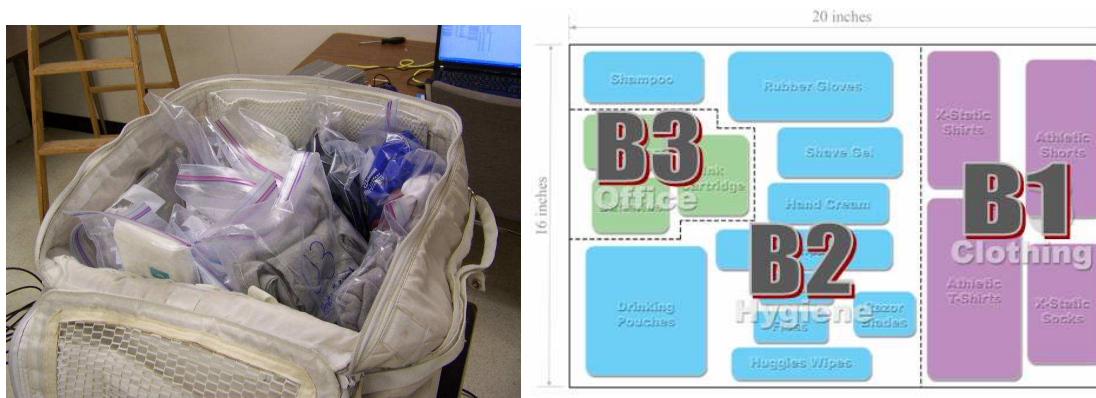 20 inches
16 inches
Shampoo
Rubber Gloves
X-Static
Shirts
Athletic
Shorts
B3
Office
Ink
Cartridge
Shave Gel
Hand Cream
B1
Clothing
B2
Hygiene
Drinking
Pouches
Razor
Blades
Athletic
T-Shirts
X-Static
Socks
Huggies Wipes